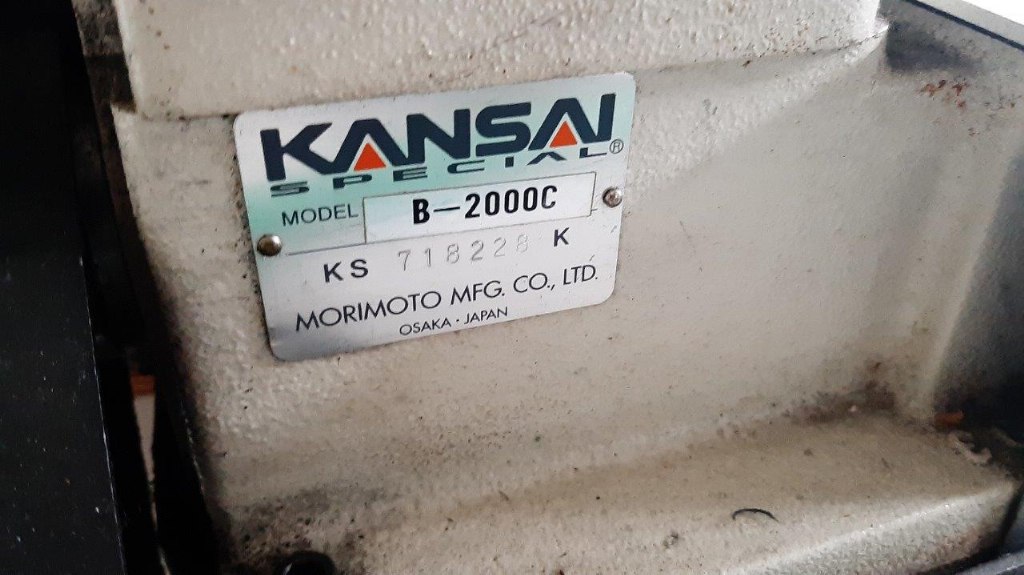 KANSAI
SPECIAL®
MODEL B-2000C
KS 718228 K
MORIMOTO MFG. CO., LTD.
OSAKA · JAPAN